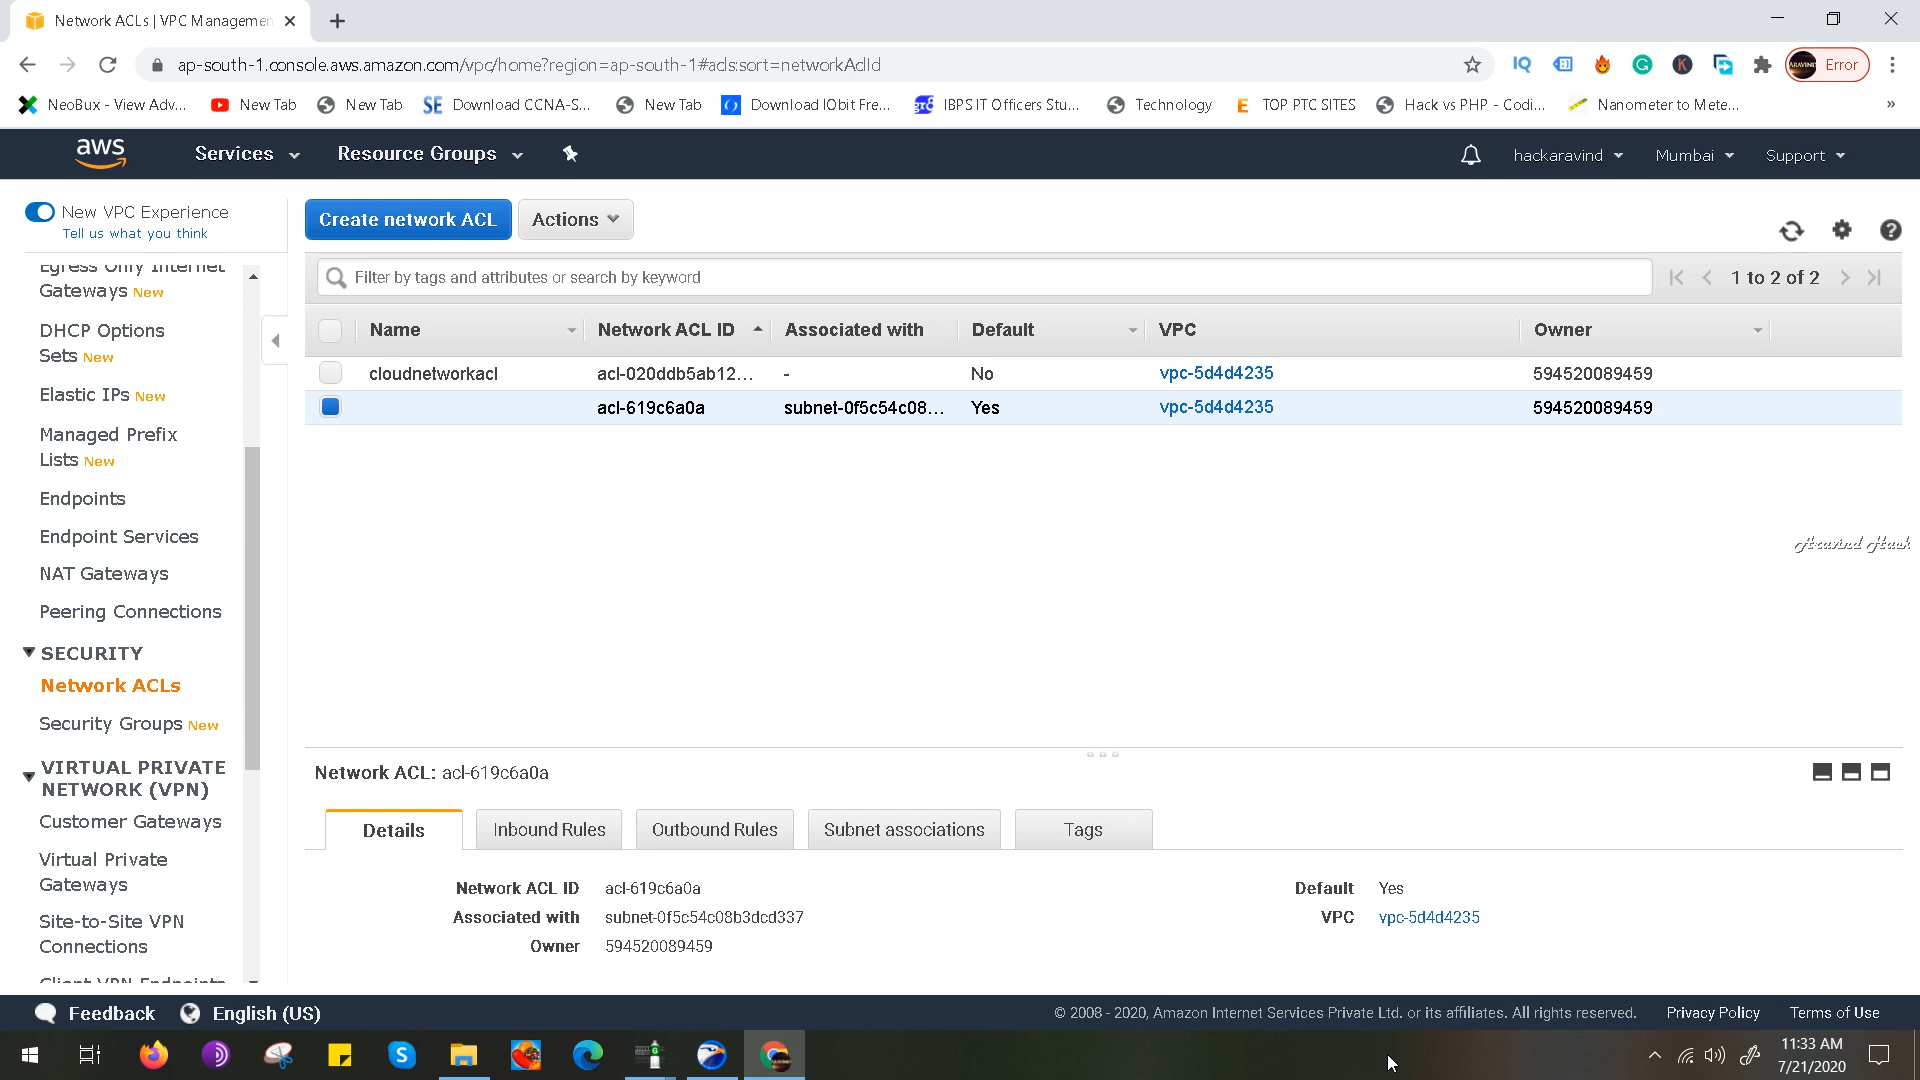 Network ACLs | VPC Managemen
ap-south-1.console.aws.amazon.com/vpc/home?region=ap-south-1#acls:sort=networkAclId
Error
NeoBux - View Adv... New Tab New Tab SE Download CCNA-S... New Tab Download IObit Fre... IBPS IT Officers Stu... Technology E TOP PTC SITES Hack vs PHP - Codi... Nanometer to Mete... »
aws Services Resource Groups hackaravind Mumbai Support
New VPC Experience
Tell us what you think
Egress Only Internet
Gateways New
DHCP Options
Sets New
Elastic IPs New
Managed Prefix
Lists New
Endpoints
Endpoint Services
NAT Gateways
Peering Connections
SECURITY
Network ACLs
Security Groups New
VIRTUAL PRIVATE
NETWORK (VPN)
Customer Gateways
Virtual Private
Gateways
Site-to-Site VPN
Connections
Client VPN Endpoints
Create network ACL Actions
Filter by tags and attributes or search by keyword 1 to 2 of 2
Name Network ACL ID Associated with Default VPC Owner
cloudnetworkacl acl-020ddb5ab12... - No vpc-5d4d4235 594520089459
acl-619c6a0a subnet-0f5c54c08... Yes vpc-5d4d4235 594520089459
Aravind Hack
Network ACL: acl-619c6a0a
Details Inbound Rules Outbound Rules Subnet associations Tags
Network ACL ID acl-619c6a0a Default Yes
Associated with subnet-0f5c54c08b3dcd337 VPC vpc-5d4d4235
Owner 594520089459
Feedback English (US) © 2008 - 2020, Amazon Internet Services Private Ltd. or its affiliates. All rights reserved. Privacy Policy Terms of Use
11:33 AM
7/21/2020